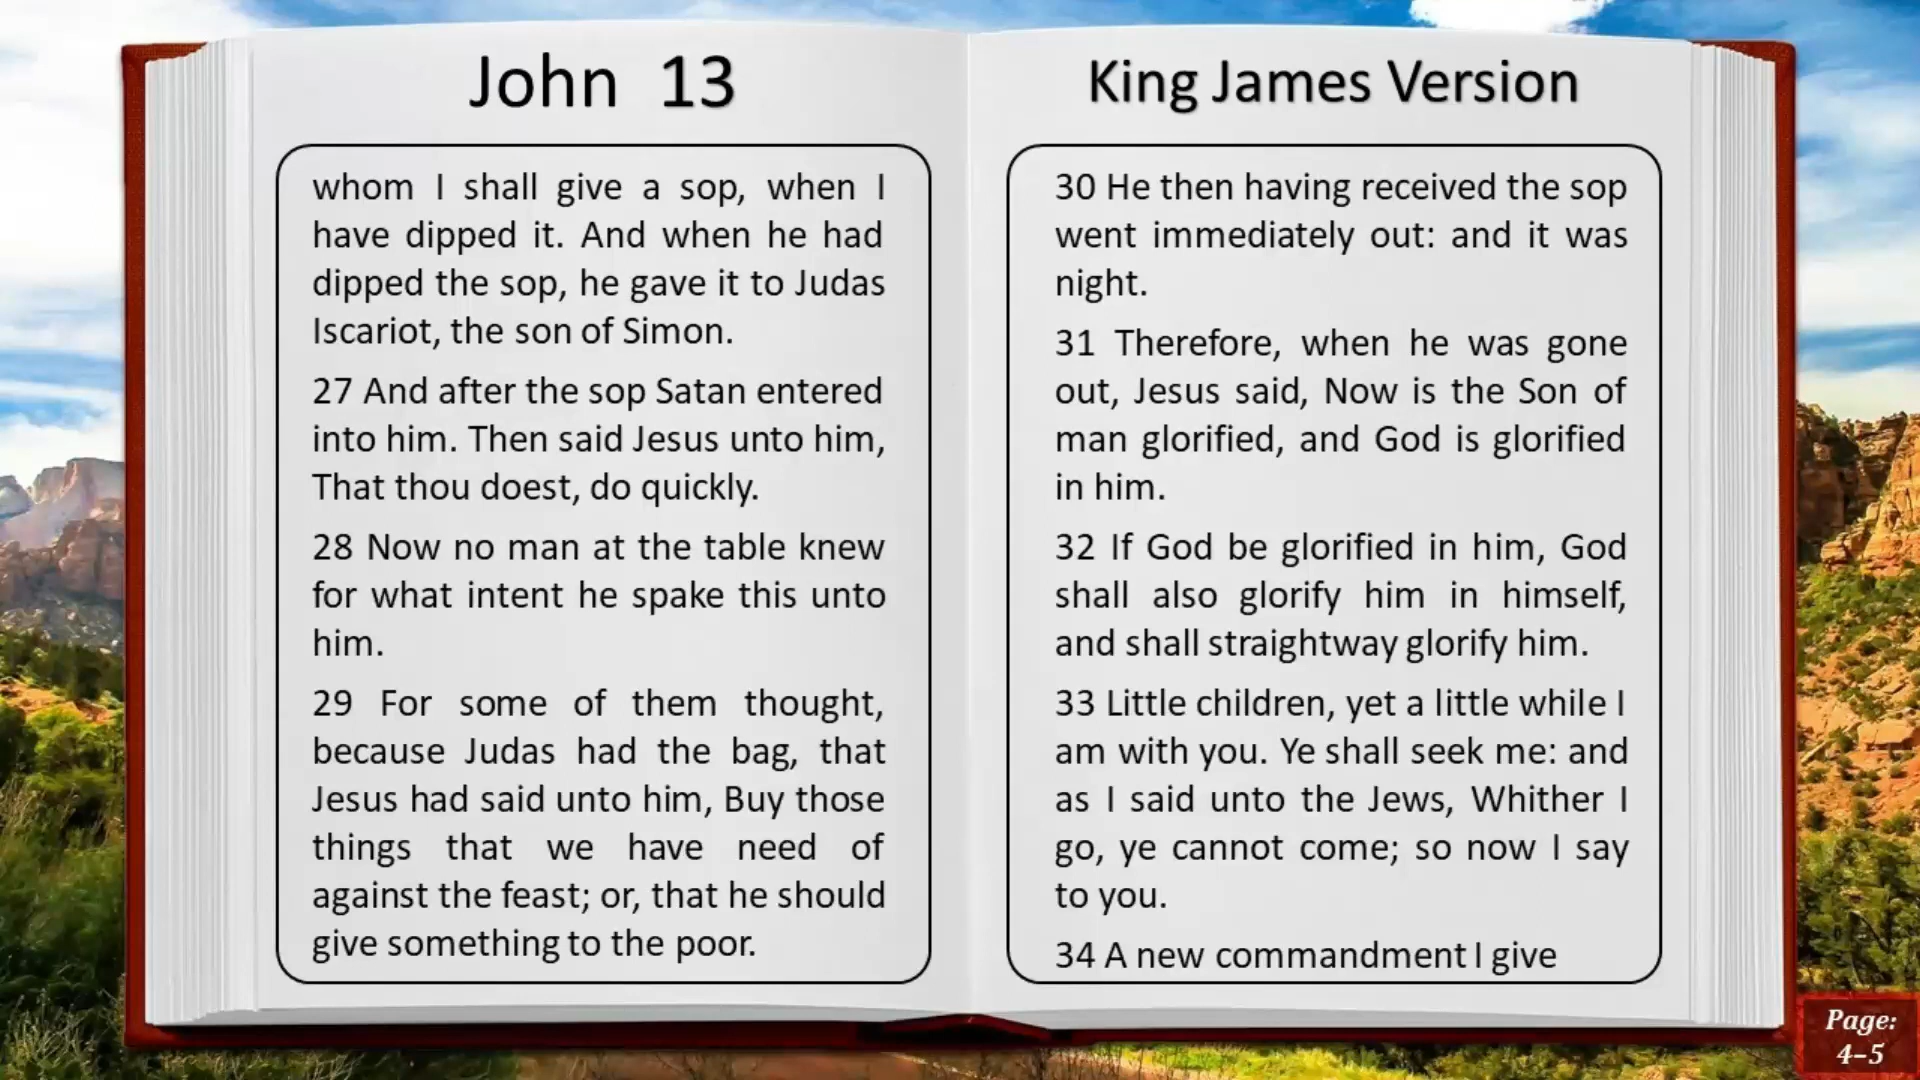 John 13
whom I shall give a sop, when I
have dipped it. And when he had
dipped the sop, he gave it to Judas
Iscariot, the son of Simon.
27 And after the sop Satan entered
into him. Then said Jesus unto him,
That thou doest, do quickly.
28 Now no man at the table knew
for what intent he spake this unto
him.
29 For some of them thought,
because Judas had the bag, that
Jesus had said unto him, Buy those
things that we have need of
against the feast; or, that he should
give something to the poor.
King James Version
30 He then having received the sop
went immediately out: and it was
night.
31 Therefore, when he was gone
out, Jesus said, Now is the Son of
man glorified, and God is glorified
in him.
32 If God be glorified in him, God
shall also glorify him in himself,
and shall straightway glorify him.
33 Little children, yet a little while I
am with you. Ye shall seek me: and
as I said unto the Jews, Whither I
go, ye cannot come; so now I say
to you.
34 A new commandment I give
Page:
4–5